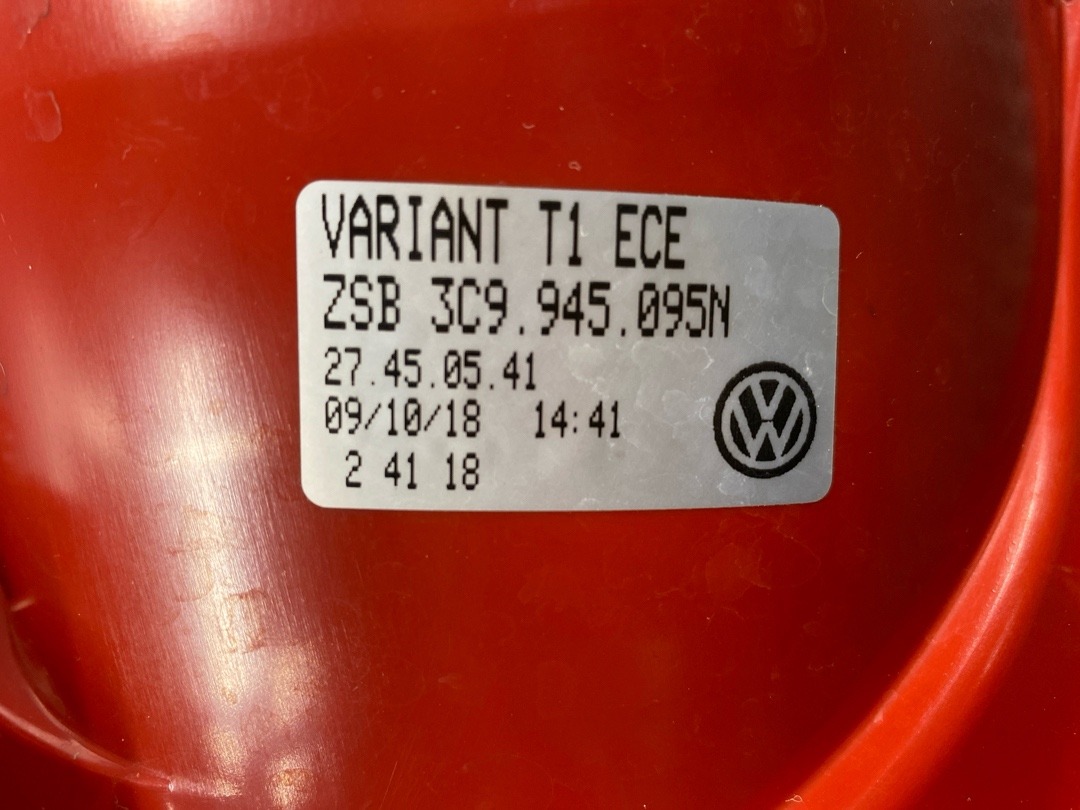 VARIANT T1 ECE
ZSB 3C9.945.095N
27.45.05.41
09/10/18 14:41
2 41 18